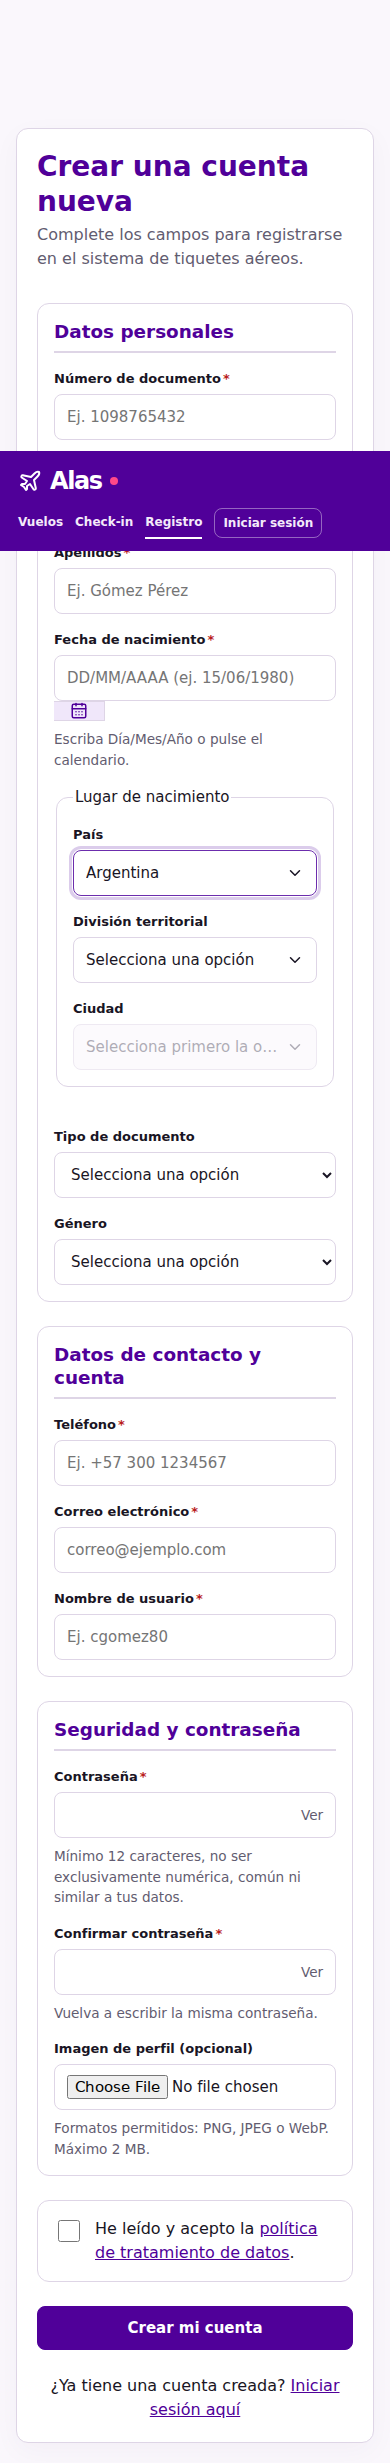 Crear una cuenta
nueva
Complete los campos para registrarse
en el sistema de tiquetes aéreos.
Datos personales
Número de documento *
Ej. 1098765432
Alas
Vuelos Check-in Registro Iniciar sesión
Apellidos *
Ej. Gómez Pérez
Fecha de nacimiento *
DD/MM/AAAA (ej. 15/06/1980)
Escriba Día/Mes/Año o pulse el
calendario.
Lugar de nacimiento
País
Argentina
División territorial
Selecciona una opción
Ciudad
Selecciona primero la o...
Tipo de documento
Selecciona una opción
Género
Selecciona una opción
Datos de contacto y
cuenta
Teléfono *
Ej. +57 300 1234567
Correo electrónico *
correo@ejemplo.com
Nombre de usuario *
Ej. cgomez80
Seguridad y contraseña
Contraseña *
Ver
Mínimo 12 caracteres, no ser
exclusivamente numérica, común ni
similar a tus datos.
Confirmar contraseña *
Ver
Vuelva a escribir la misma contraseña.
Imagen de perfil (opcional)
Choose File No file chosen
Formatos permitidos: PNG, JPEG o WebP.
Máximo 2 MB.
He leído y acepto la política
de tratamiento de datos.
Crear mi cuenta
¿Ya tiene una cuenta creada? Iniciar
sesión aquí